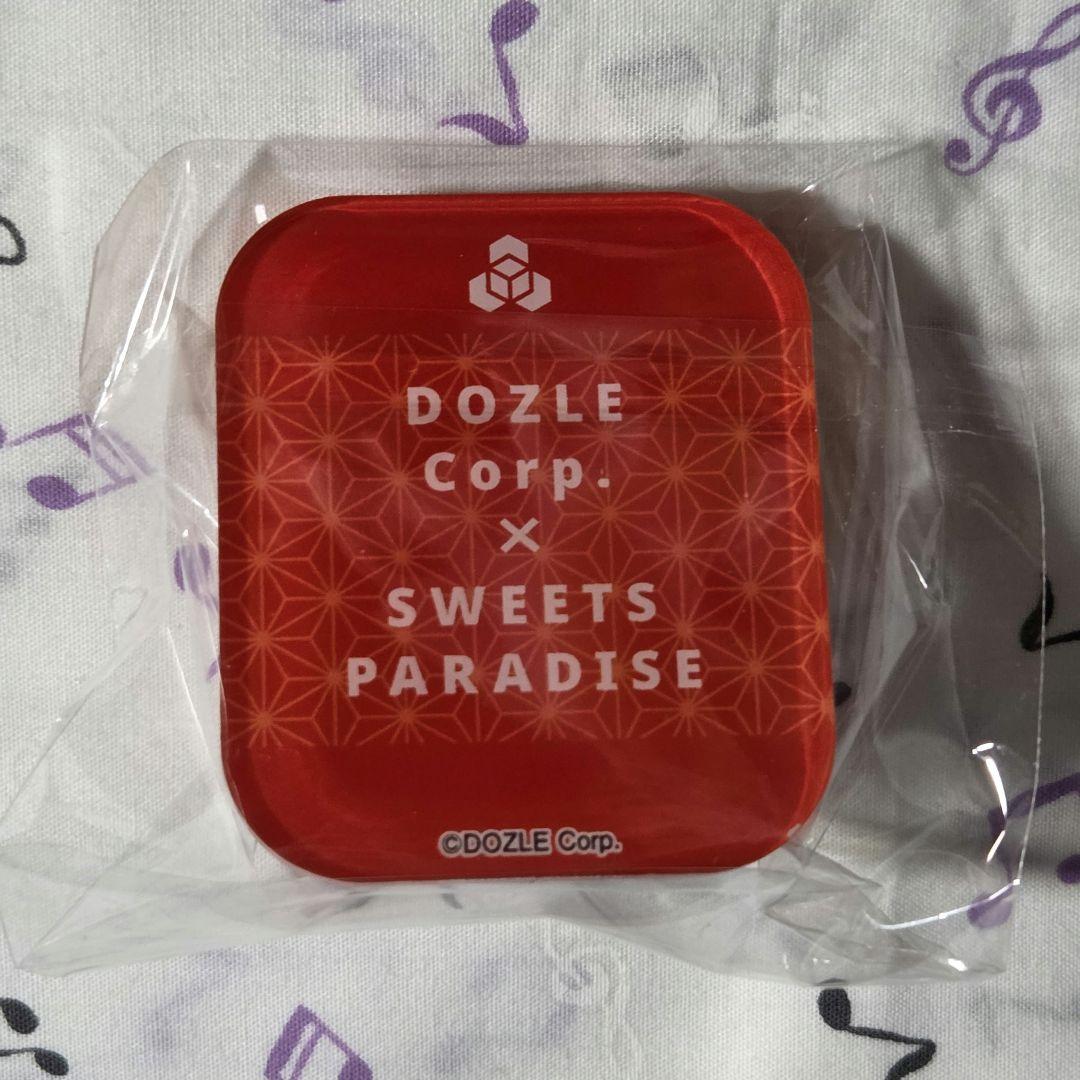 DOZLE
Corp.
×
SWEETS
PARADISE
©DOZLE Corp.